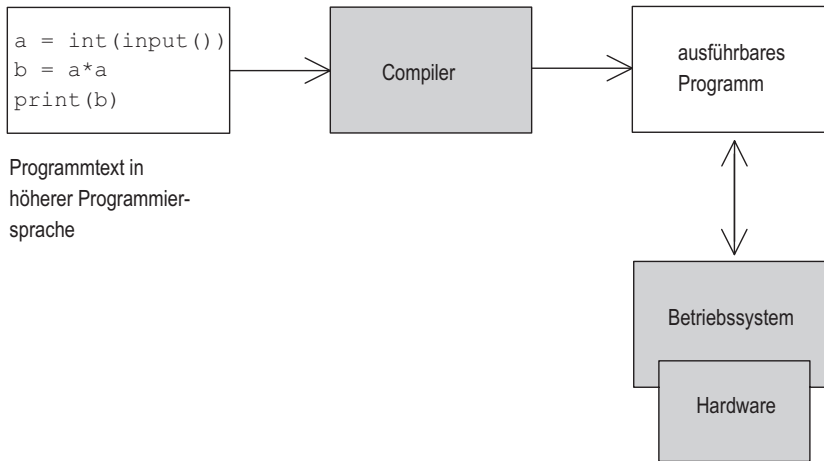 a = int(input())
b = a*a
print(b)
Compiler
ausführbares
Programm
Programmtext in
höherer Programmier-
sprache
Betriebssystem
Hardware